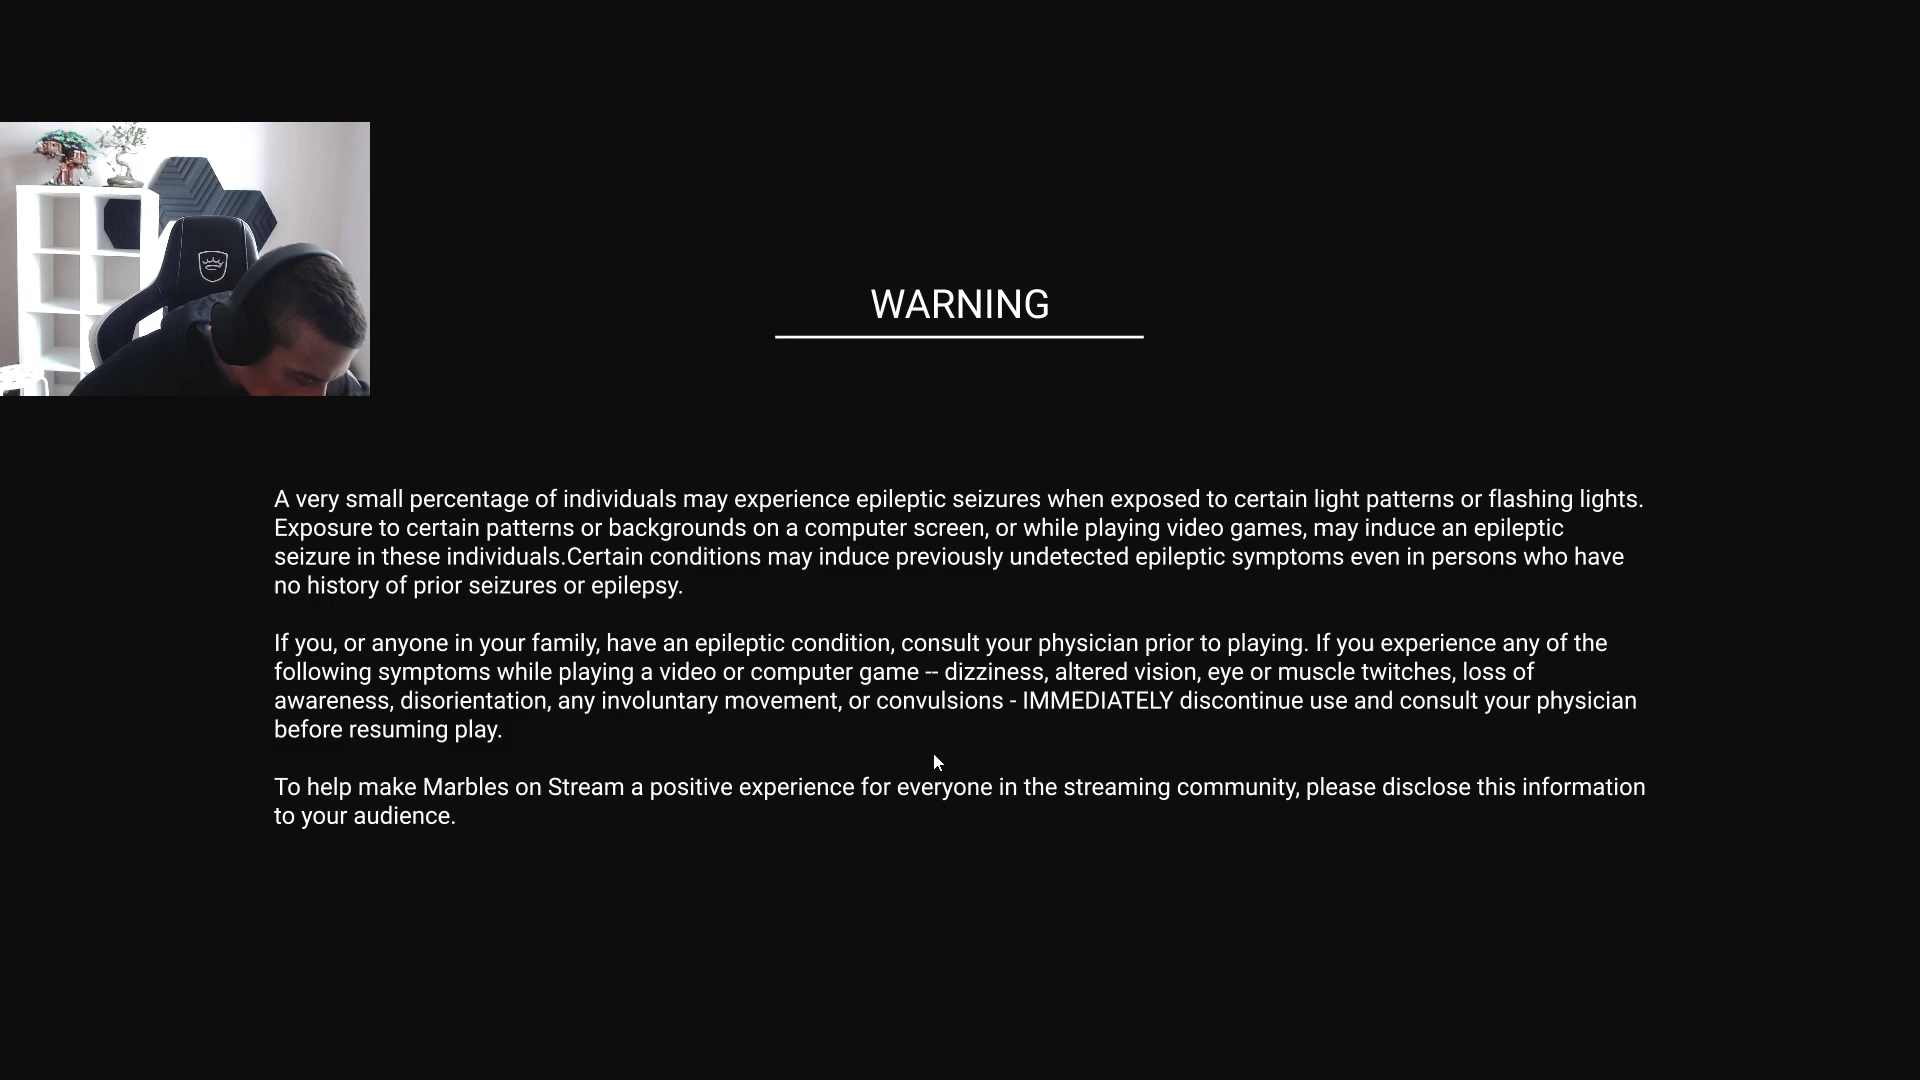 WARNING
A very small percentage of individuals may experience epileptic seizures when exposed to certain light patterns or flashing lights.
Exposure to certain patterns or backgrounds on a computer screen, or while playing video games, may induce an epileptic
seizure in these individuals.Certain conditions may induce previously undetected epileptic symptoms even in persons who have
no history of prior seizures or epilepsy.
If you, or anyone in your family, have an epileptic condition, consult your physician prior to playing. If you experience any of the
following symptoms while playing a video or computer game -- dizziness, altered vision, eye or muscle twitches, loss of
awareness, disorientation, any involuntary movement, or convulsions - IMMEDIATELY discontinue use and consult your physician
before resuming play.
To help make Marbles on Stream a positive experience for everyone in the streaming community, please disclose this information
to your audience.